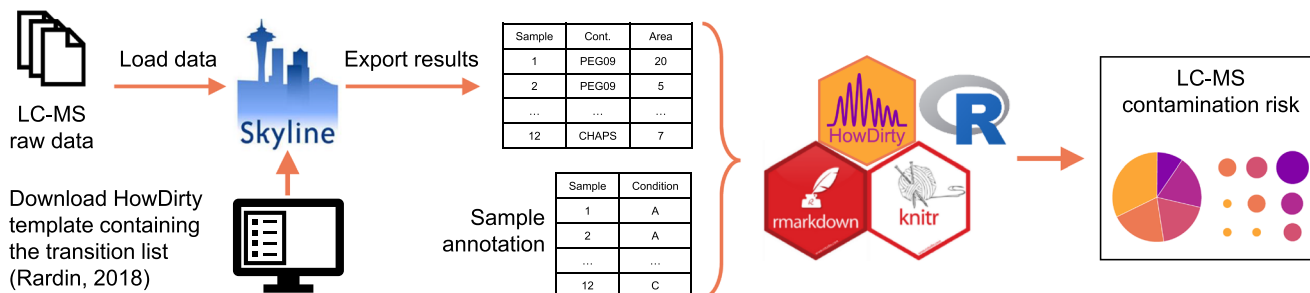 LC-MS
raw data
Load data
Skyline
Export results
Download HowDirty
template containing
the transition list
(Rardin, 2018)
Sample Cont. Area
1 PEG09 20
2 PEG09 5
... ... ...
12 CHAPS 7
Sample
annotation
Sample Condition
1 A
2 A
... ...
12 C
HowDirty
R
rmarkdown
knitr
LC-MS
contamination risk